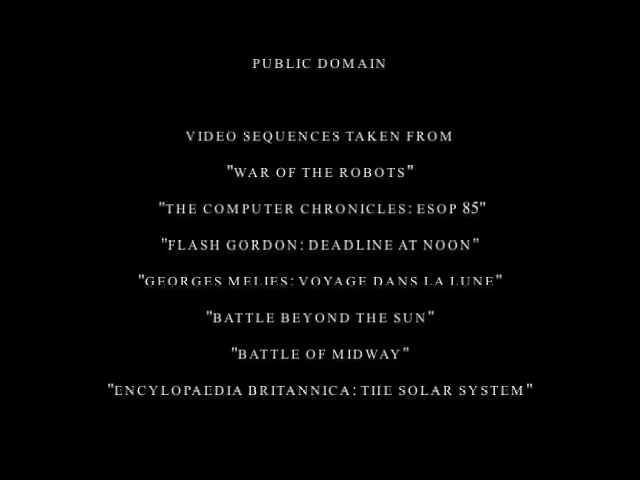 PUBLIC DOMAIN
VIDEO SEQUENCES TAKEN FROM
"WAR OF THE ROBOTS"
"THE COMPUTER CHRONICLES: ESOP 85"
"FLASH GORDON: DEADLINE AT NOON"
"GEORGES MELIES: VOYAGE DANS LA LUNE"
"BATTLE BEYOND THE SUN"
"BATTLE OF MIDWAY"
"ENCYLOPAEDIA BRITANNICA: THE SOLAR SYSTEM"